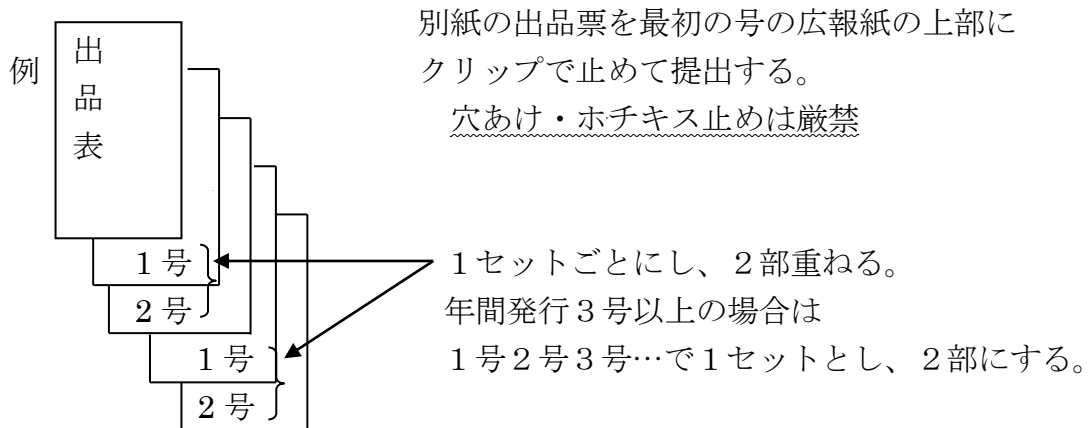 別紙の出品票を最初の号の広報紙の上部に
クリップで止めて提出する。
穴あけ・ホチキス止めは厳禁
例
出品表
1号
2号
1号
2号
1セットごとにし、2部重ねる。
年間発行3号以上の場合は
1号2号3号…で1セットとし、2部にする。